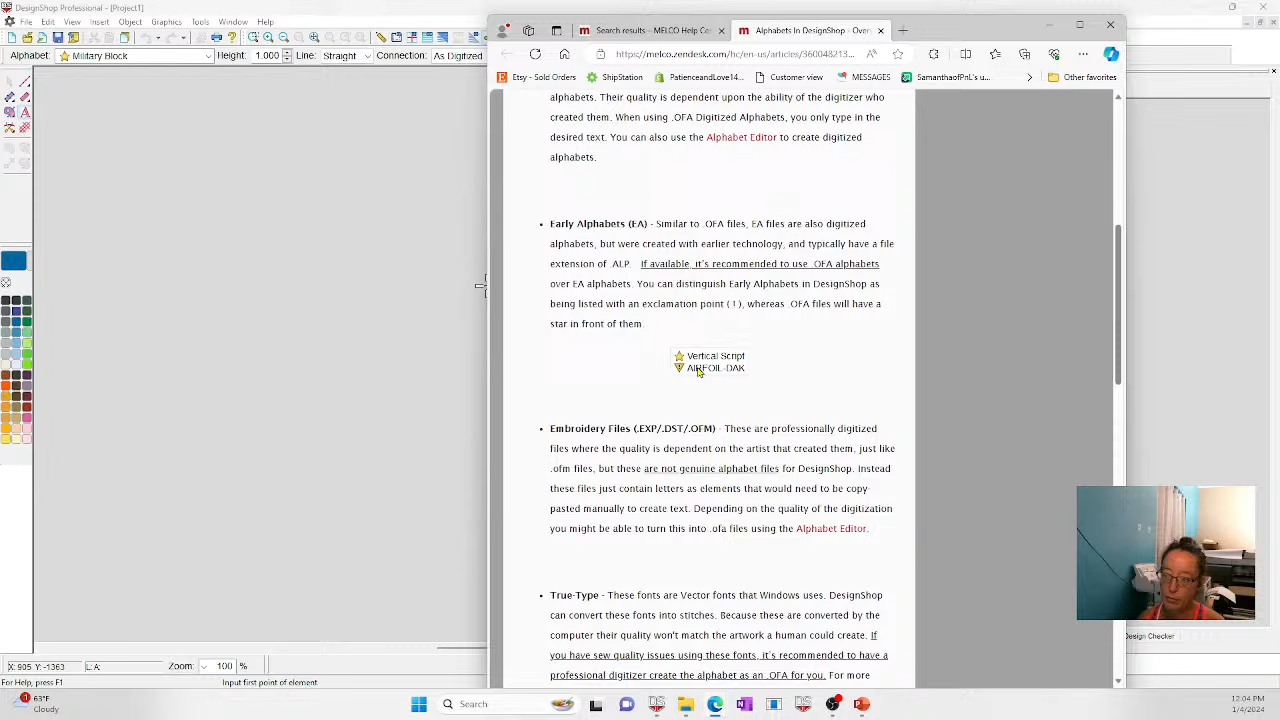 DesignShop Professional - [Project1]
File Edit View Insert Object Graphics Tools Window Help
Alphabet: Military Block Height: 1.000 Line: Straight Connection: As Digitized
Search results – MELCO Help Cen
Alphabets In DesignShop - Over
https://melco.zendesk.com/hc/en-us/articles/360048213...
Etsy - Sold Orders ShipStation PatienceandLove14... Customer view MESSAGES SamanthaofPnL's u... Other favorites
alphabets. Their quality is dependent upon the ability of the digitizer who
created them. When using .OFA Digitized Alphabets, you only type in the
desired text. You can also use the Alphabet Editor to create digitized
alphabets.
• Early Alphabets (EA) - Similar to .OFA files, EA files are also digitized
alphabets, but were created with earlier technology, and typically have a file
extension of .ALP. If available, it's recommended to use .OFA alphabets
over EA alphabets. You can distinguish Early Alphabets in DesignShop as
being listed with an exclamation point ( ! ), whereas .OFA files will have a
star in front of them.
Vertical Script
AIRFOIL-DAK
• Embroidery Files (.EXP/.DST/.OFM) - These are professionally digitized
files where the quality is dependent on the artist that created them, just like
.ofm files, but these are not genuine alphabet files for DesignShop. Instead
these files just contain letters as elements that would need to be copy-
pasted manually to create text. Depending on the quality of the digitization
you might be able to turn this into .ofa files using the Alphabet Editor.
• True-Type - These fonts are Vector fonts that Windows uses. DesignShop
can convert these fonts into stitches. Because these are converted by the
computer their quality won't match the artwork a human could create. If
you have sew quality issues using these fonts, it's recommended to have a
professional digitizer create the alphabet as an .OFA for you. For more
Design Checker
X: 905 Y: -1363 L: A: Zoom: 100 %
For Help, press F1 Input first point of element
1 63°F
Cloudy
Search
12:04 PM
1/4/2024